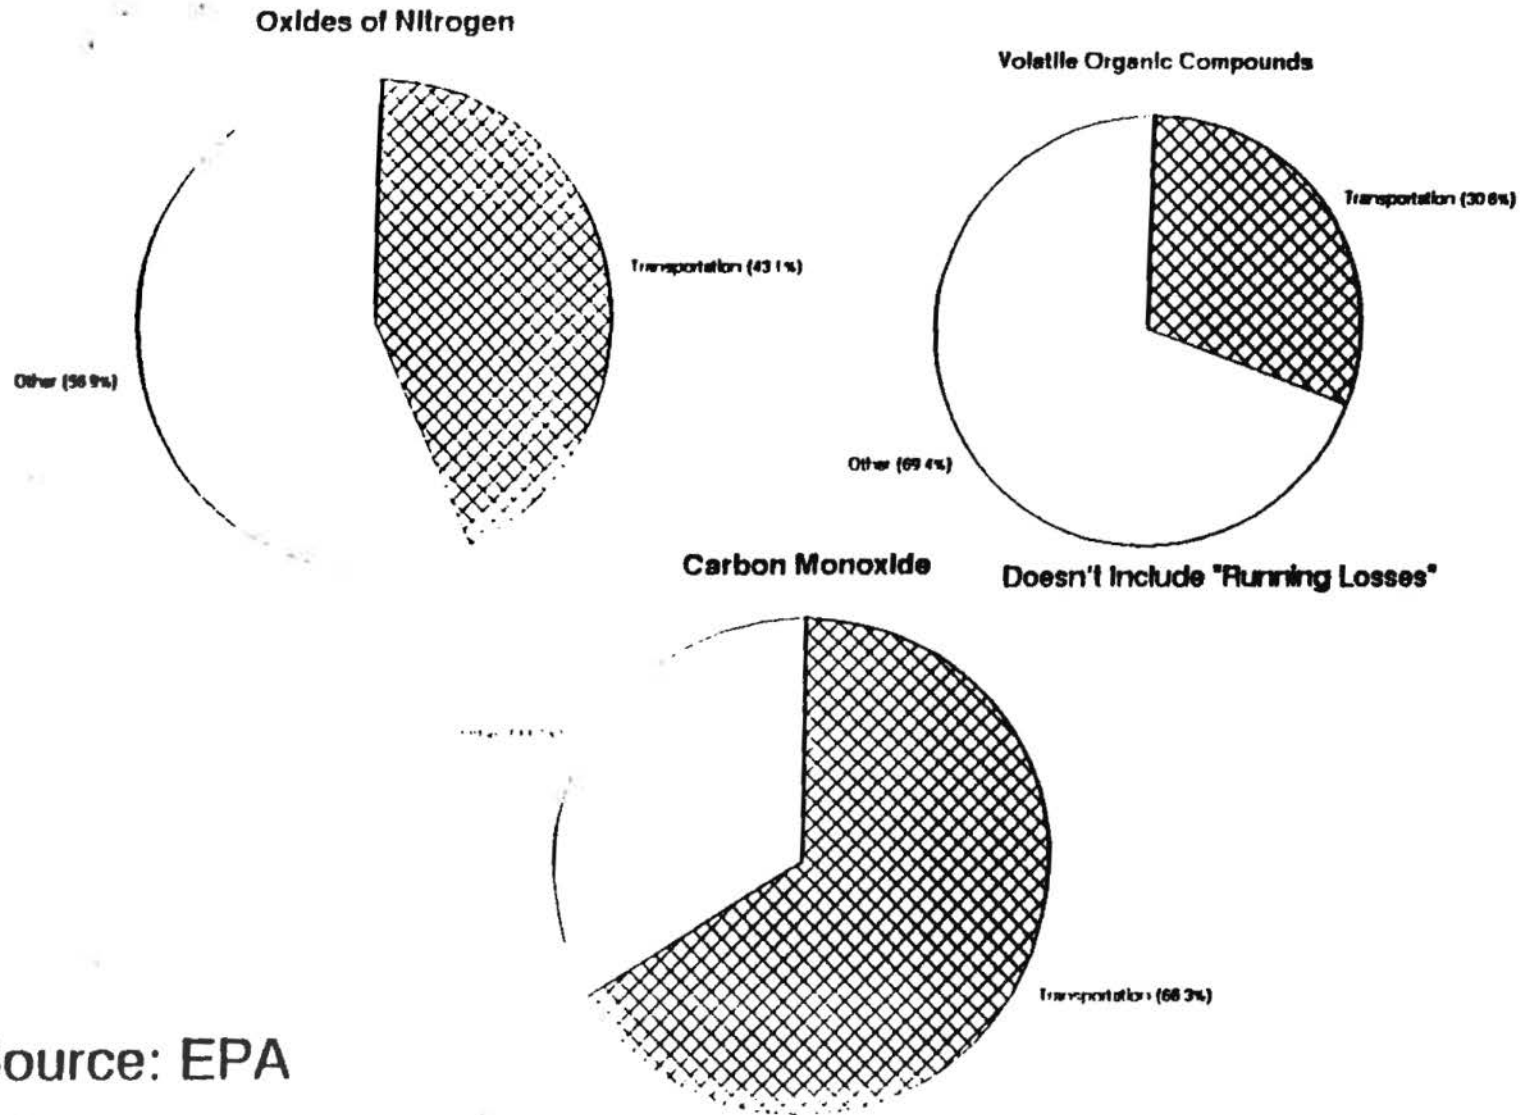 Oxides of Nitrogen
Volatile Organic Compounds
Transportation (30.6%)
Transportation (43.1%)
Other (56.9%)
Other (69.4%)
Carbon Monoxide
Doesn't Include "Running Losses"
Transportation (66.3%)
ource: EPA